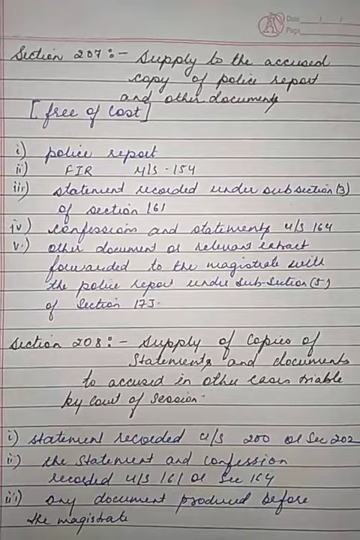 Date / /
Page
Section 207:- Supply to the accused
copy of police report
and other documents
[free of cost]
i) police report
ii) FIR u/s-154
iii) statement recorded under subsection (3)
of section 161
iv) confessions and statements u/s 164
v) other document or relevant extract
forwarded to the magistrate with
the police report under Sub-Section (5)
of Section 173.
Section 208:- Supply of Copies of
Statements and documents
to accused in other cases triable
by court of session.
i) statement recorded u/s 200 or Sec 202
ii) the Statement and confession
recorded u/s 161 or Sec 164
iii) any document produced before
the magistrate